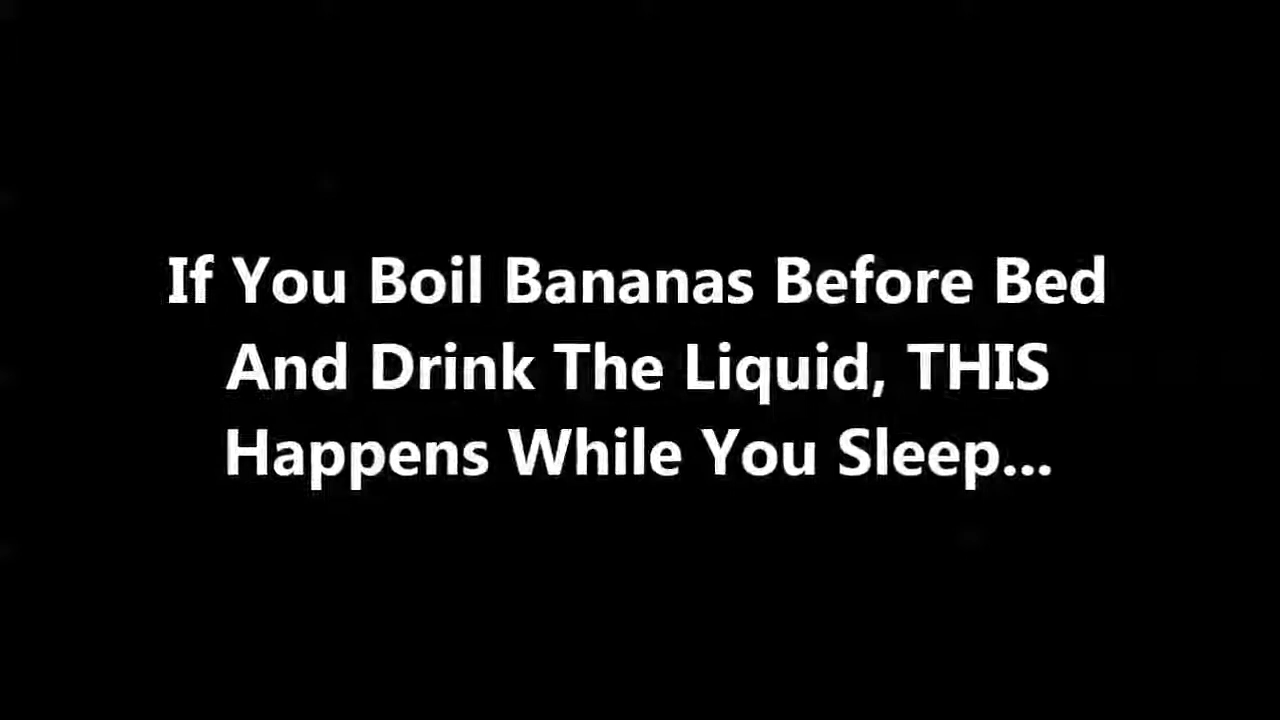 If You Boil Bananas Before Bed
And Drink The Liquid, THIS
Happens While You Sleep...